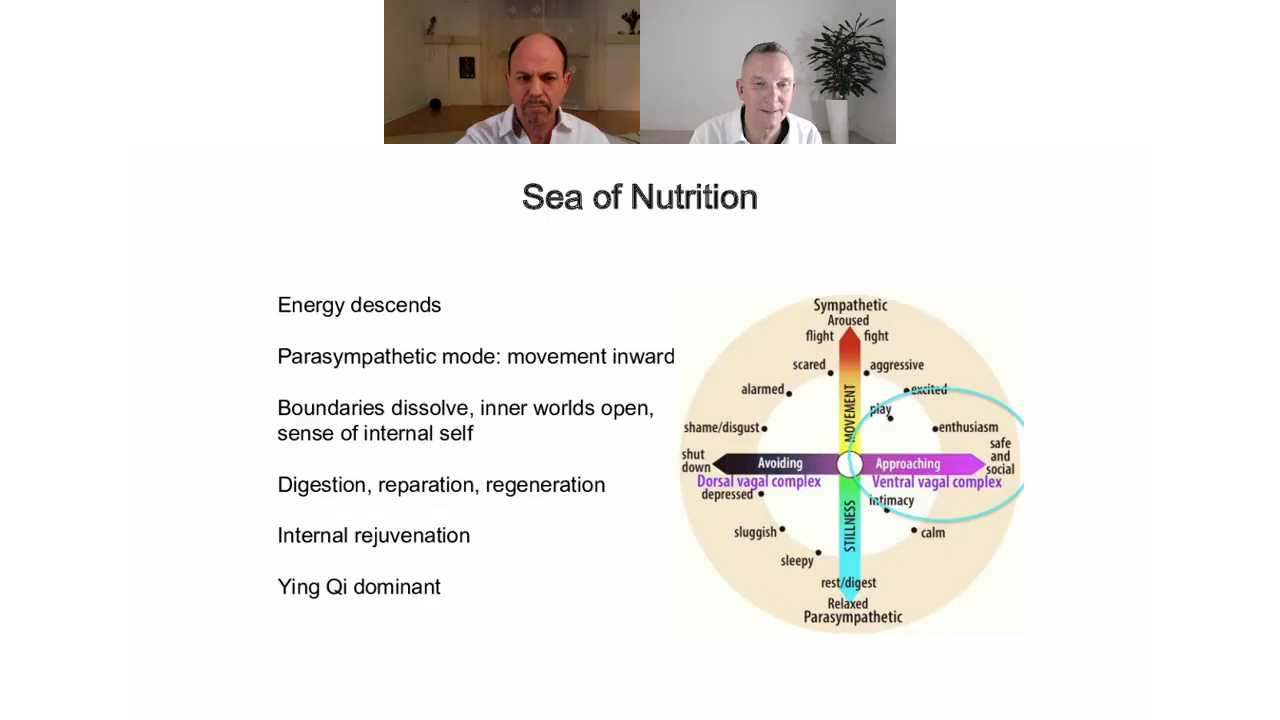 Sea of Nutrition
Energy descends
Parasympathetic mode: movement inward
Boundaries dissolve, inner worlds open,
sense of internal self
Digestion, reparation, regeneration
Internal rejuvenation
Ying Qi dominant
Sympathetic
Aroused
flight
fight
scared
aggressive
alarmed
excited
play
shame/disgust
enthusiasm
MOVEMENT
shut
down
Avoiding
Approaching
safe
and
social
Dorsal vagal complex
Ventral vagal complex
depressed
intimacy
STILLNESS
sluggish
calm
sleepy
rest/digest
Relaxed
Parasympathetic